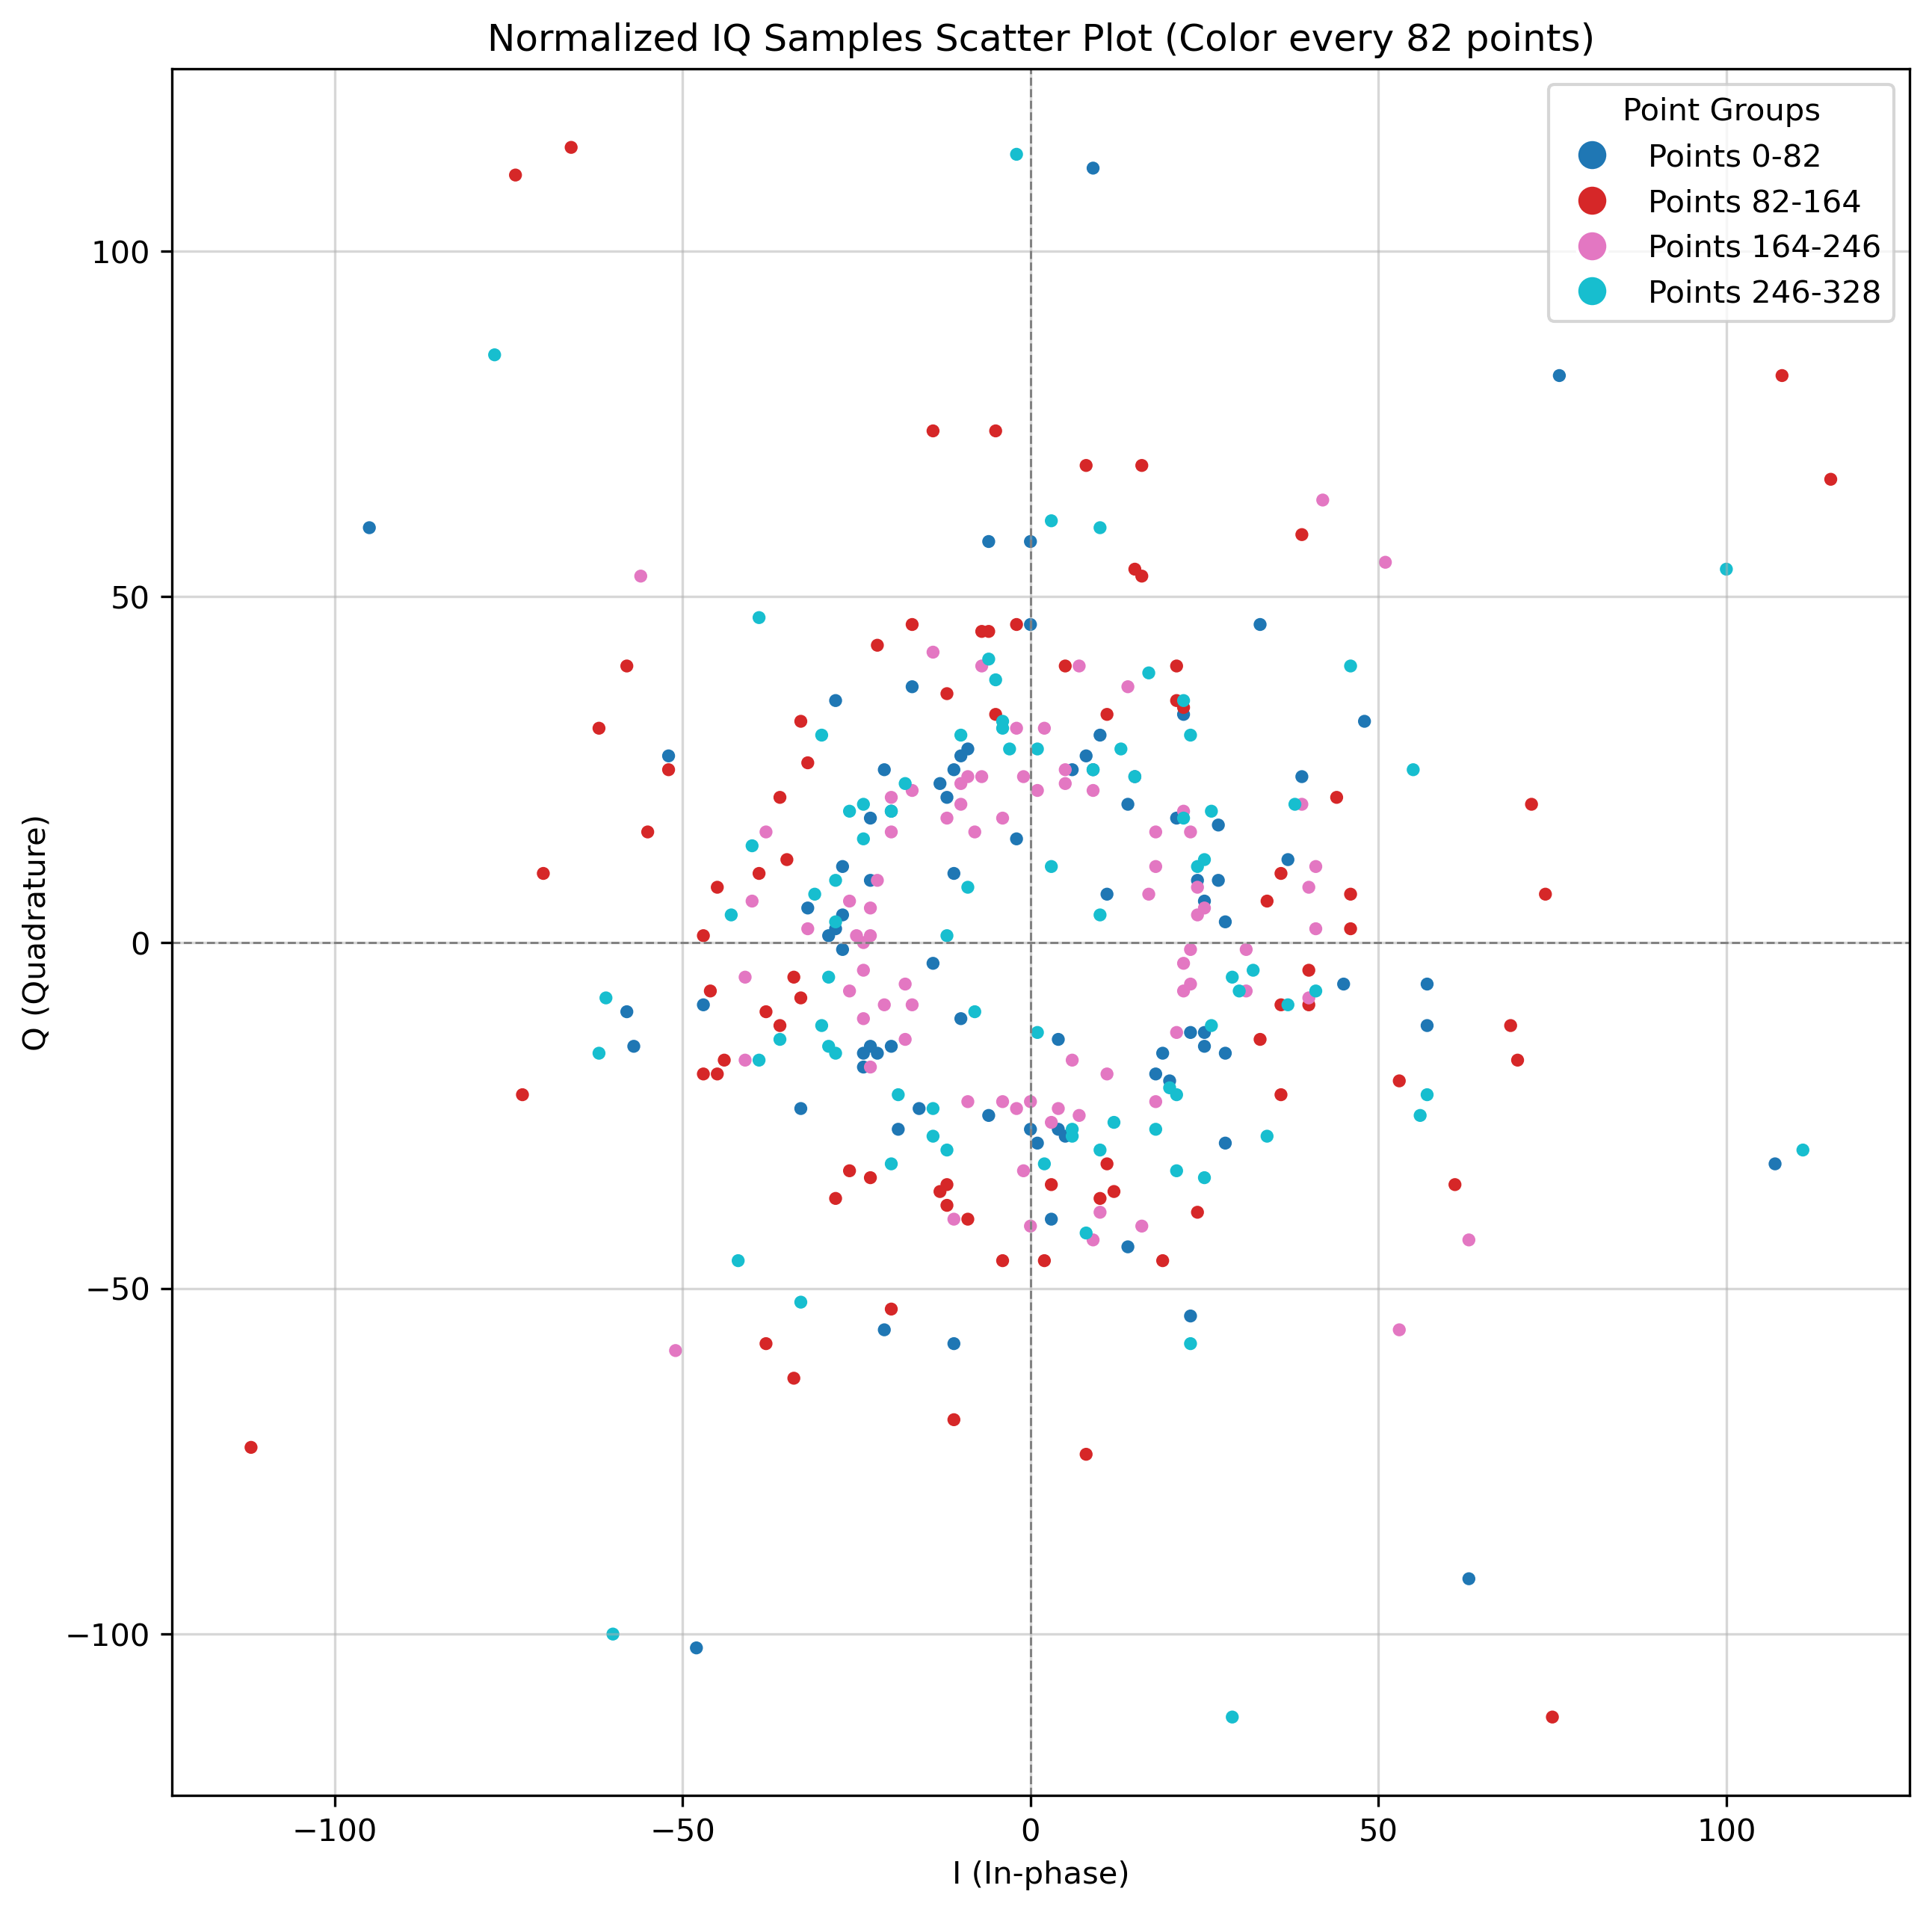 Normalized IQ Samples Scatter Plot (Color every 82 points)
Point Groups
Points 0-82
Points 82-164
Points 164-246
Points 246-328
100
50
0
−50
−100
Q (Quadrature)
−100 −50 0 50 100
I (In-phase)